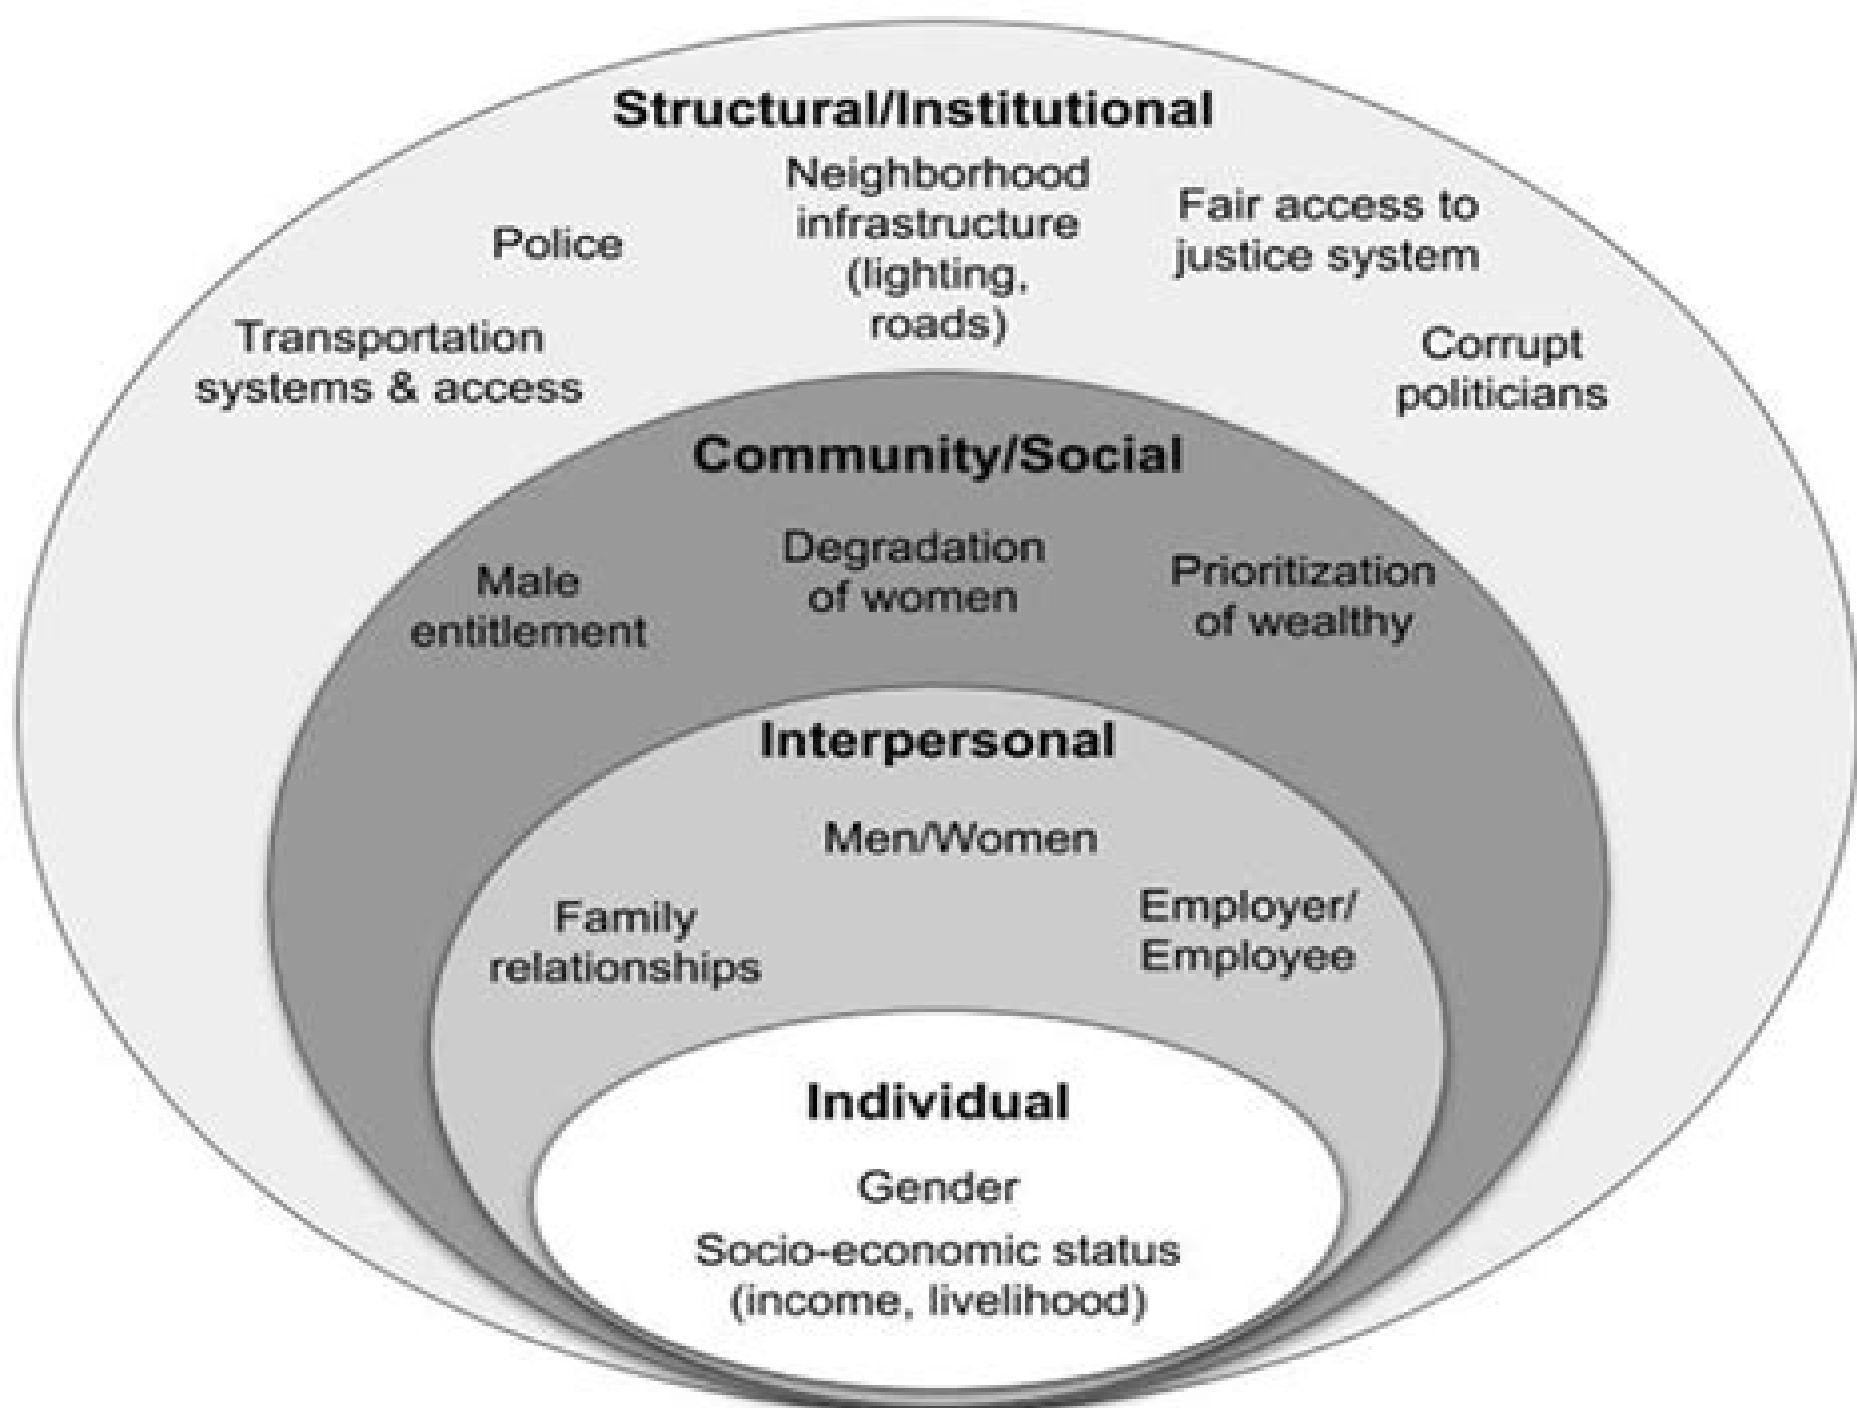 Structural/Institutional
Neighborhood
infrastructure
(lighting,
roads)
Police
Fair access to
justice system
Transportation
systems & access
Corrupt
politicians
Community/Social
Male
entitlement
Degradation
of women
Prioritization
of wealthy
Interpersonal
Men/Women
Family
relationships
Employer/
Employee
Individual
Gender
Socio-economic status
(income, livelihood)